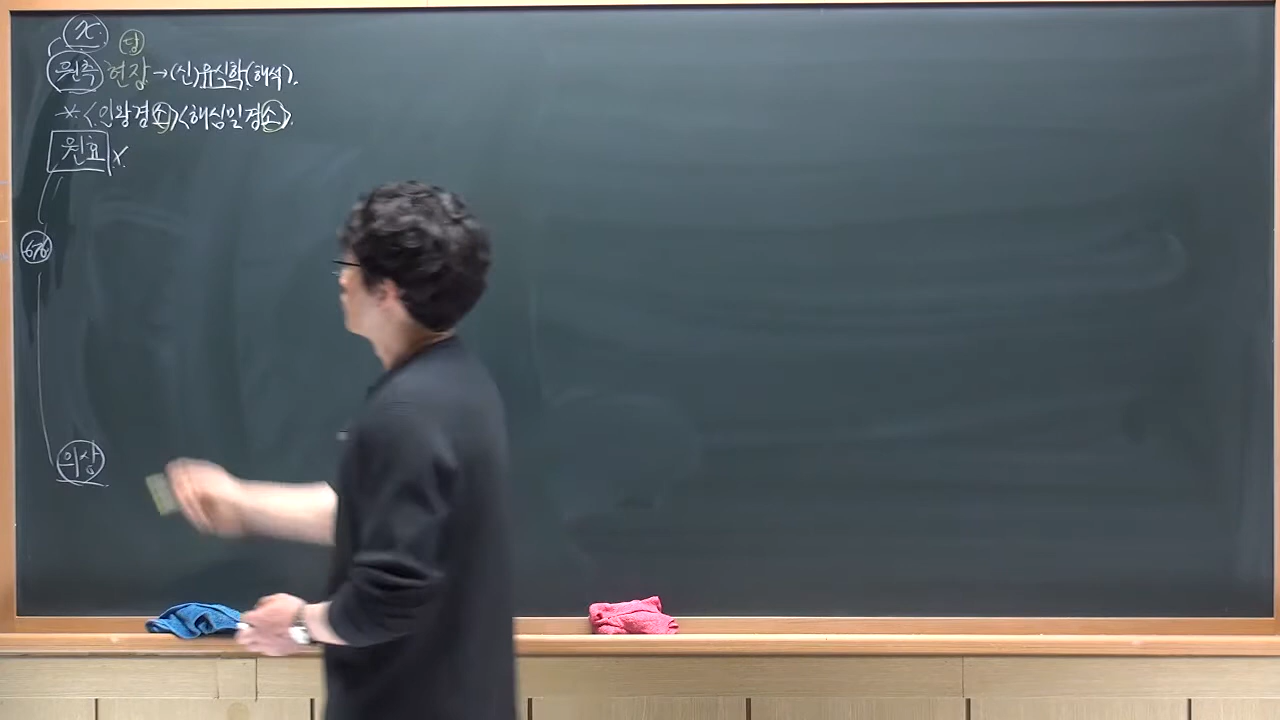 x
당
원측 현장→(신)유식학(해석).
*<인왕경소><해심밀경소>.
원효 x
676
의상